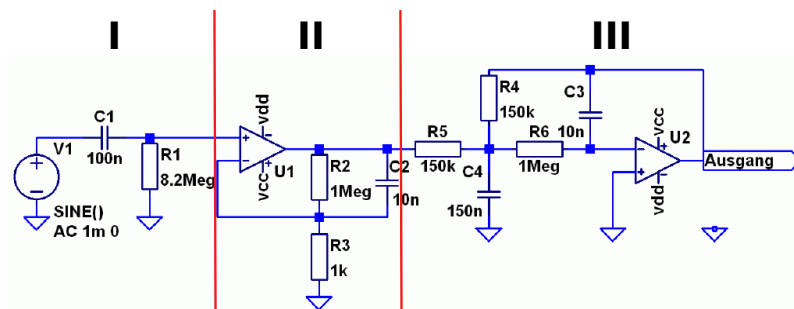 I
II
III
V1
SINE()
AC 1m 0
C1
100n
R1
8.2Meg
vdd
vcc
U1
R2
1Meg
C2
10n
R3
1k
R5
150k
R4
150k
C4
150n
R6
1Meg
C3
10n
vcc
U2
vdd
Ausgang